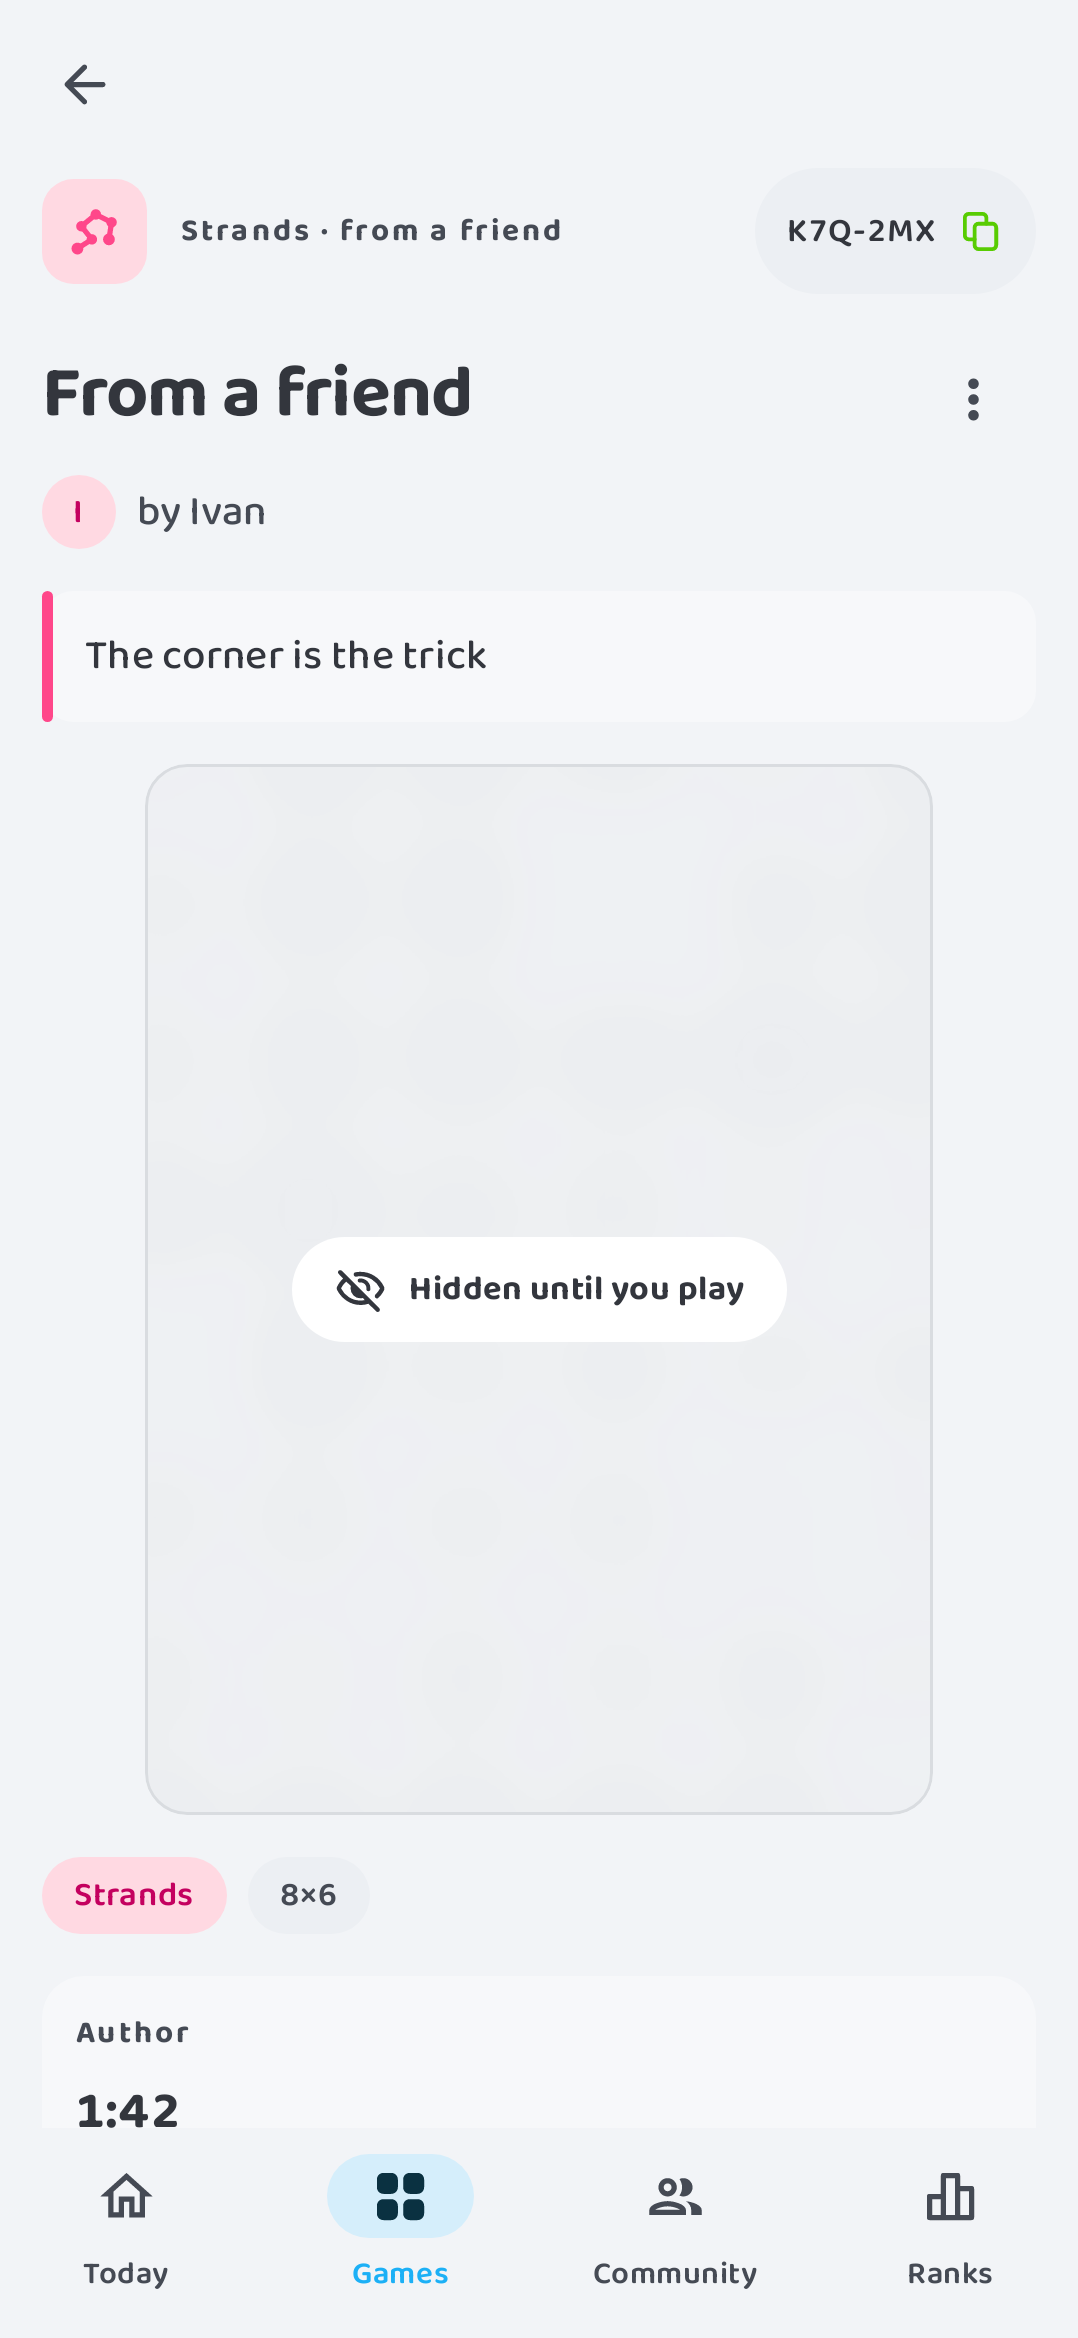 Strands · from a friend
K7Q-2MX
From a friend
I
by Ivan
The corner is the trick
Hidden until you play
Strands
8×6
Author
1:42
Today
Games
Community
Ranks